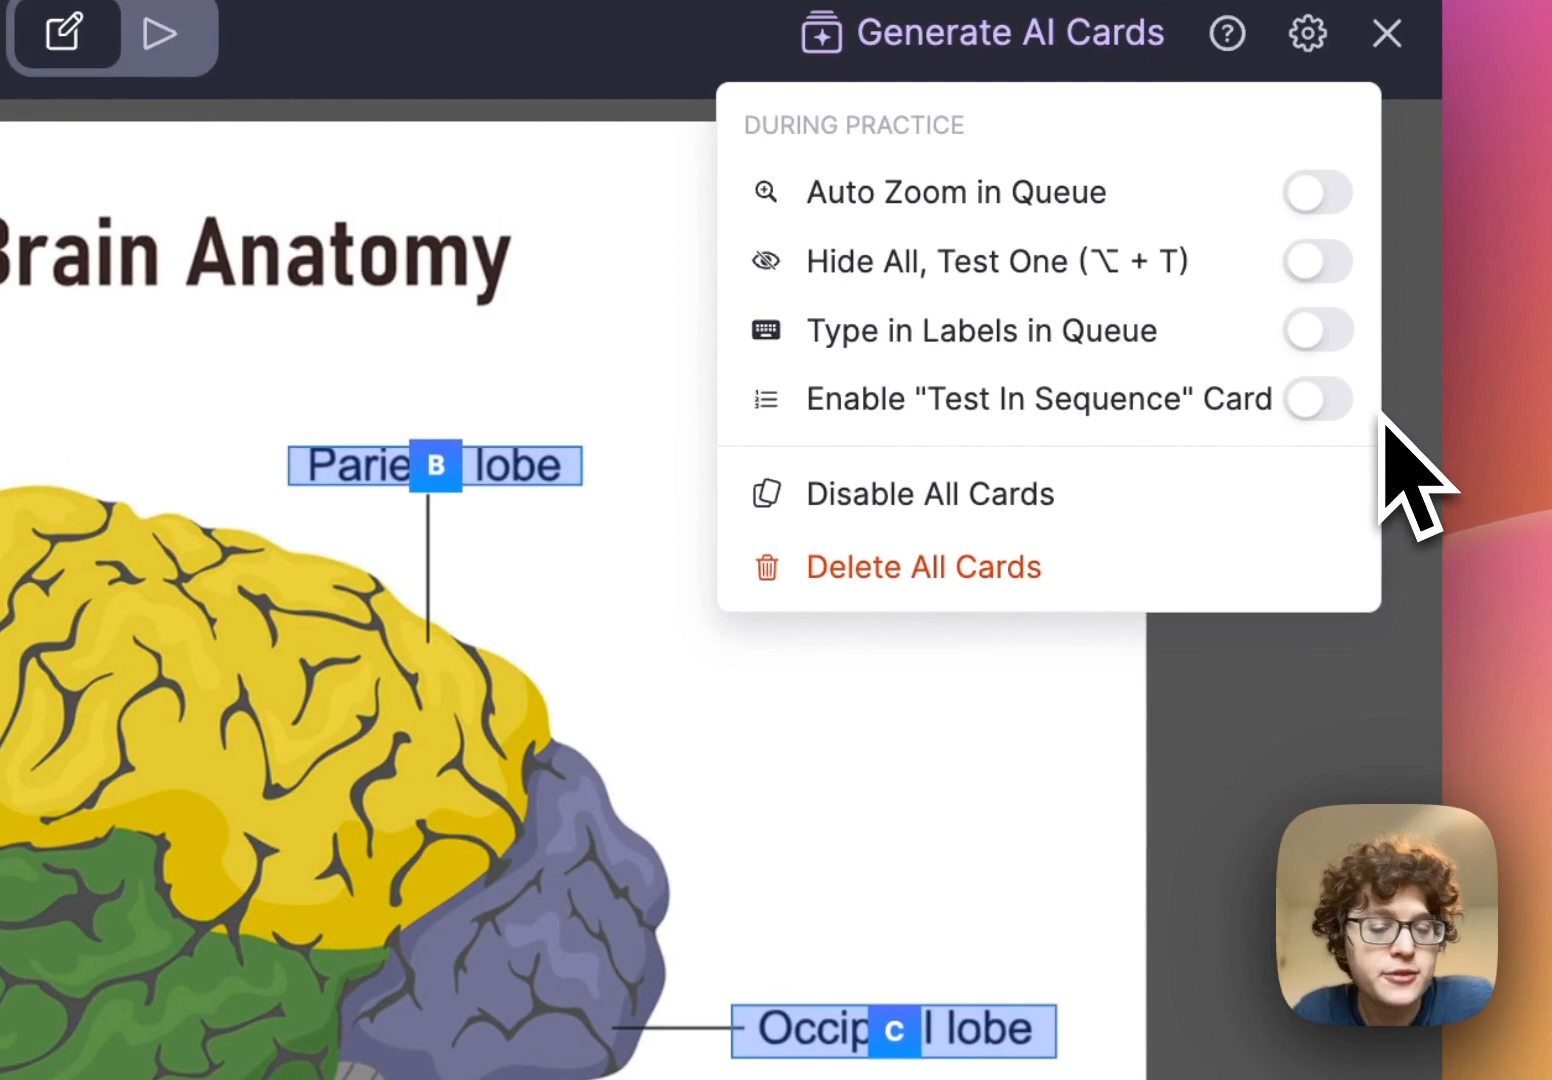 Generate AI Cards
DURING PRACTICE
Auto Zoom in Queue
Hide All, Test One (⌥ + T)
Type in Labels in Queue
Enable "Test In Sequence" Card
Disable All Cards
Delete All Cards
Brain Anatomy
Parie B lobe
Occip C l lobe